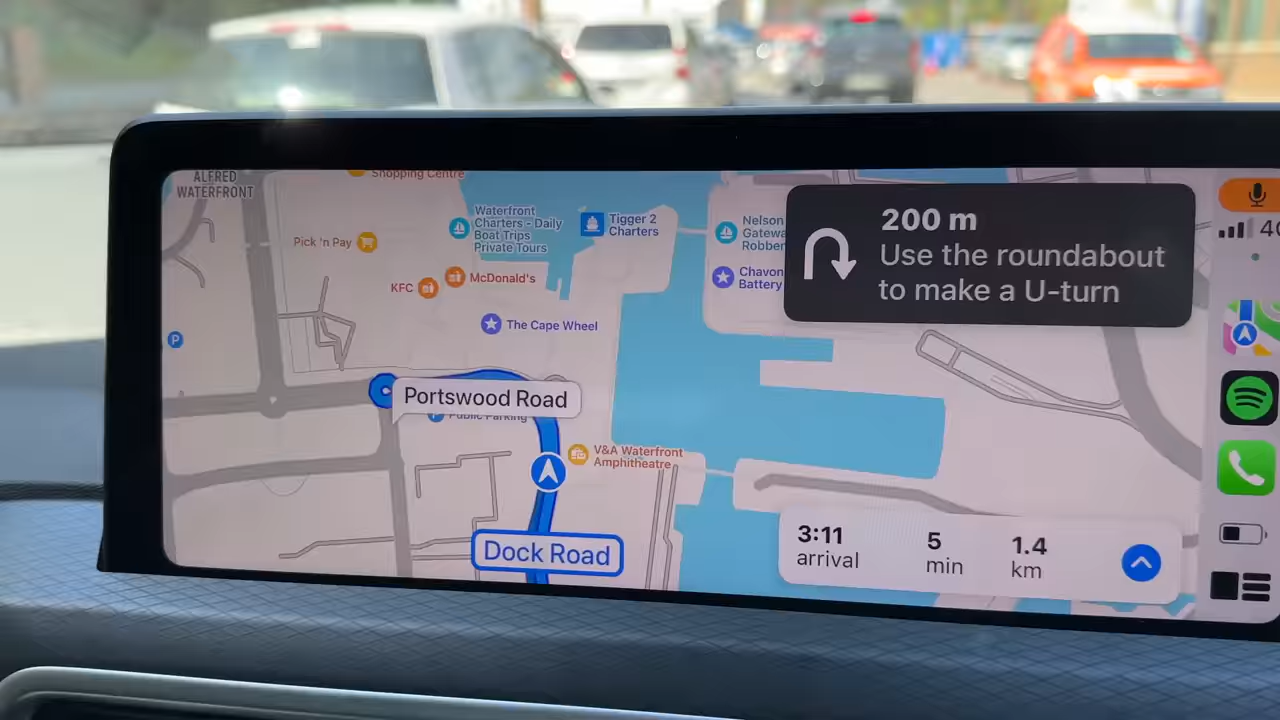 ALFRED
WATERFRONT
Shopping Centre
Waterfront
Charters - Daily
Boat Trips
Private Tours
Tigger 2
Charters
Nelson
Gatewa
Robber
Pick 'n Pay
KFC
McDonald's
Chavon
Battery
The Cape Wheel
200 m
Use the roundabout
to make a U-turn
4G
P
Portswood Road
Public Parking
V&A Waterfront
Amphitheatre
Dock Road
3:11
arrival
5
min
1.4
km